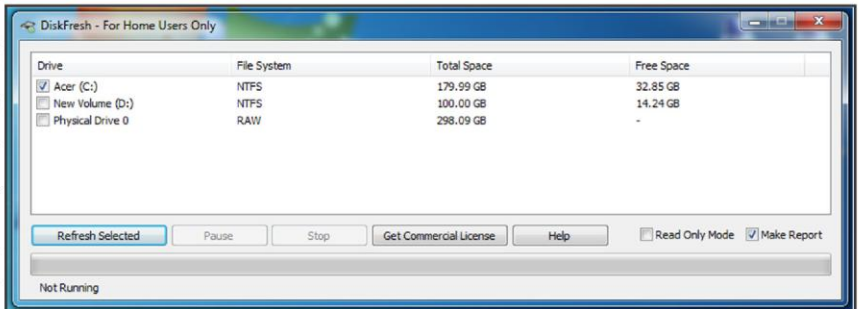 DiskFresh - For Home Users Only
Drive File System Total Space Free Space
Acer (C:) NTFS 179.99 GB 32.85 GB
New Volume (D:) NTFS 100.00 GB 14.24 GB
Physical Drive 0 RAW 298.09 GB -
Refresh Selected Pause Stop Get Commercial License Help Read Only Mode Make Report
Not Running